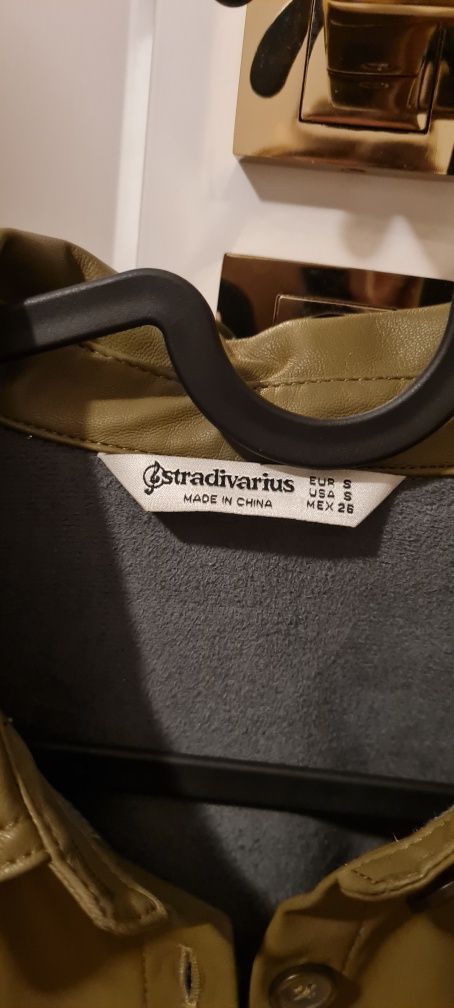 Stradivarius
MADE IN CHINA
EUR S
USA S
MEX 26